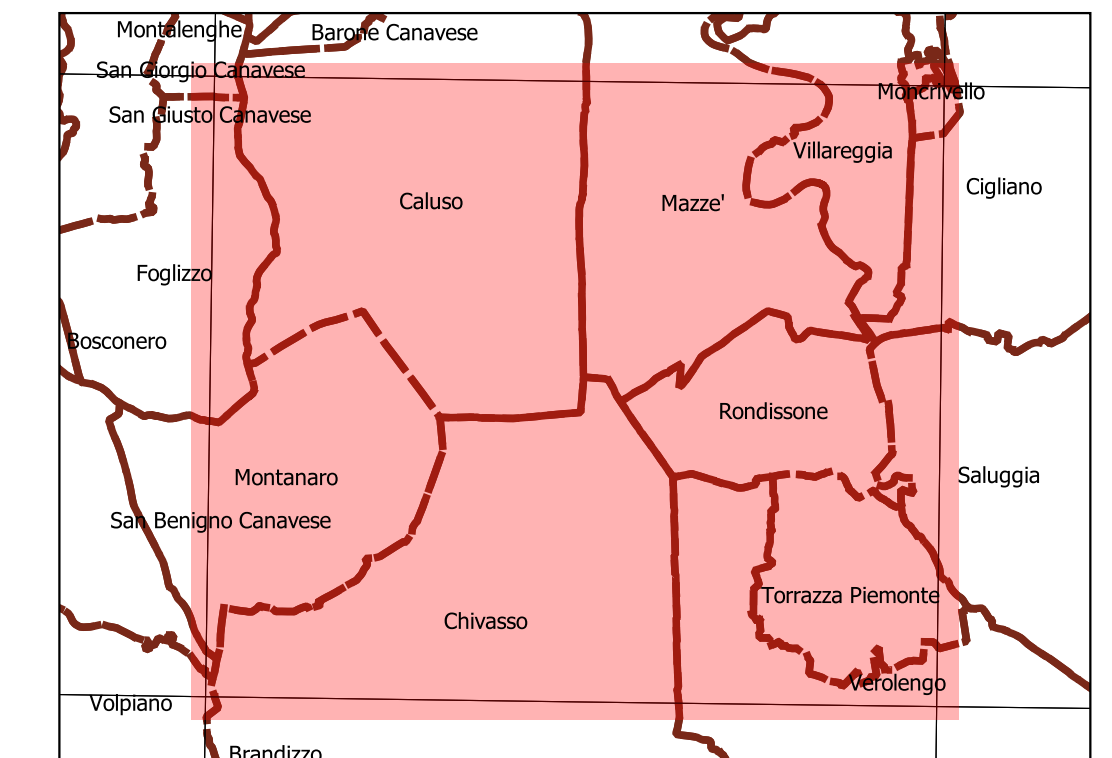 Montalenghe
Barone Canavese
San Giorgio Canavese
Moncrivello
San Giusto Canavese
Villareggia
Cigliano
Caluso
Mazze'
Foglizzo
Bosconero
Rondissone
Montanaro
Saluggia
San Benigno Canavese
Torrazza Piemonte
Chivasso
Verolengo
Volpiano
Brandizzo